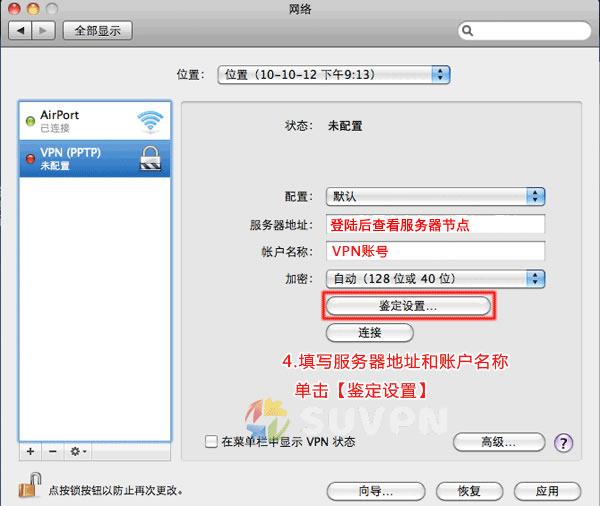 网络
全部显示
位置：
位置（10-10-12 下午9:13）
AirPort
已连接
VPN (PPTP)
未配置
状态：
未配置
配置：
默认
服务器地址：
登陆后查看服务器节点
帐户名称：
VPN账号
加密：
自动（128 位或 40 位）
鉴定设置...
连接
4.填写服务器地址和账户名称
单击【鉴定设置】
SUVPN
在菜单栏中显示 VPN 状态
高级...
?
点按锁按钮以防止再次更改。
向导...
恢复
应用